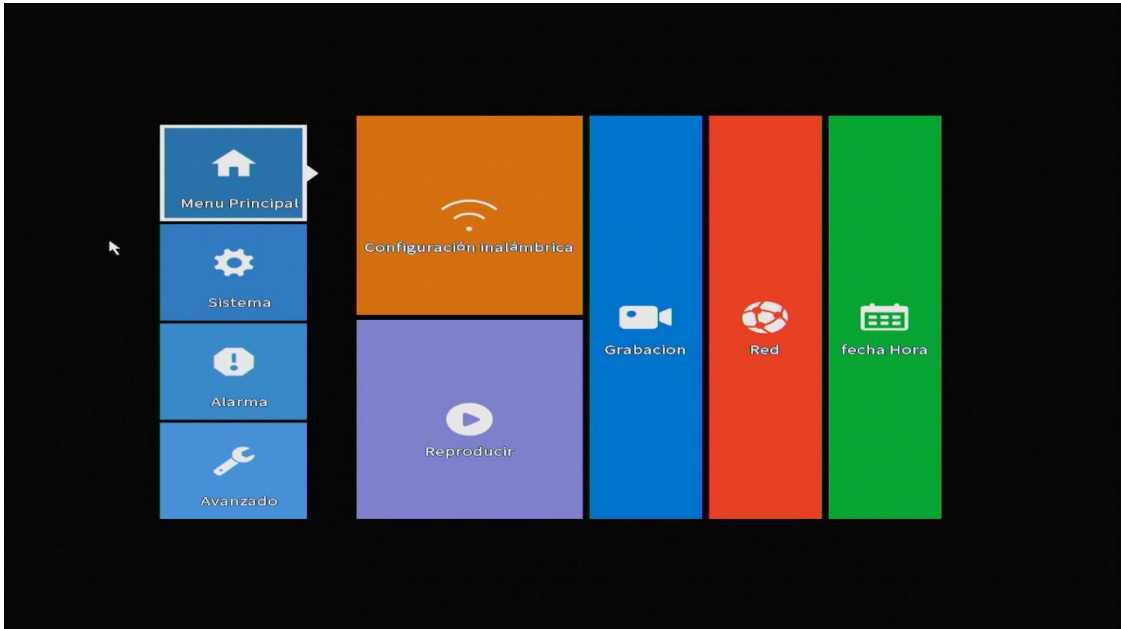 Menu Principal
Sistema
Alarma
Avanzado
Configuración inalámbrica
Reproducir
Grabacion
Red
fecha Hora